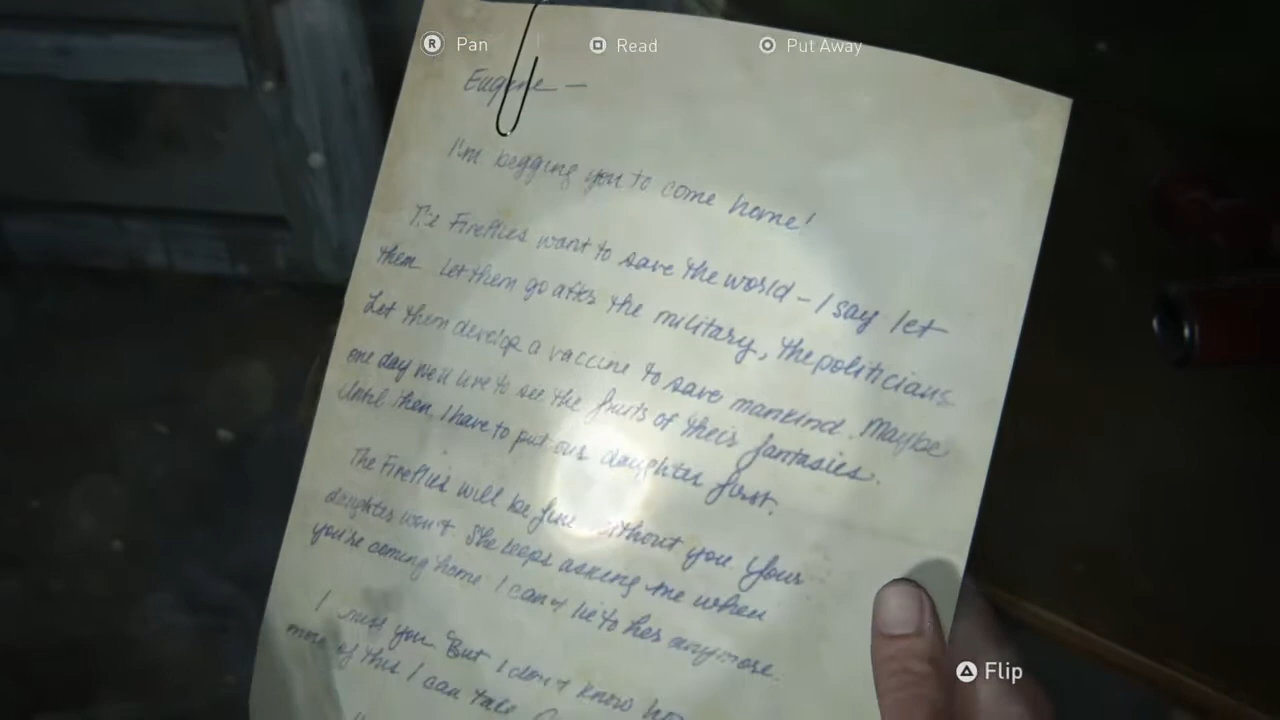 R Pan
Read
Put Away
Eugene —
I'm begging you to come home!
The Fireflies want to save the world - I say let
them. Let them go after the military, the politicians.
Let them develop a vaccine to save mankind. Maybe
one day we'll live to see the fruits of their fantasies.
Until then I have to put our daughter first.
The Fireflies will be fine without you. Your
daughter won't. She keeps asking me when
you're coming home. I can't lie to her anymore.
I miss you. But I don't know how
more of this I can take
Flip